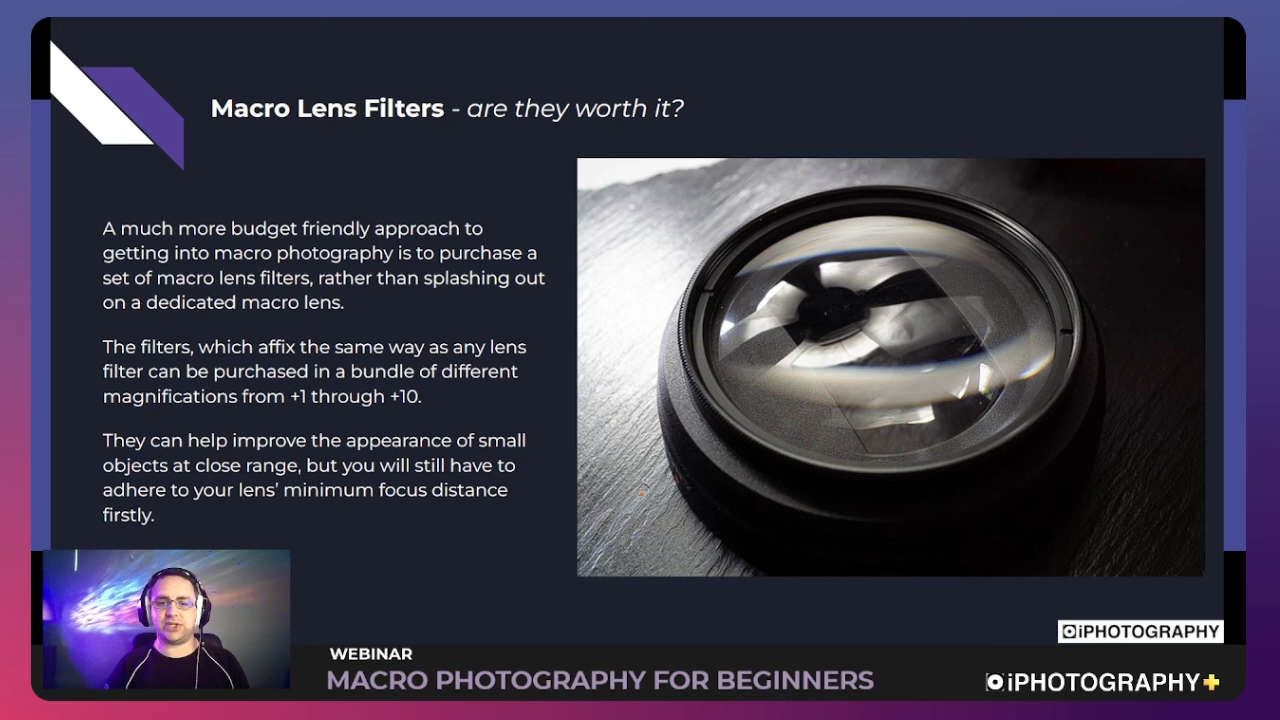 Macro Lens Filters - are they worth it?
A much more budget friendly approach to
getting into macro photography is to purchase a
set of macro lens filters, rather than splashing out
on a dedicated macro lens.
The filters, which affix the same way as any lens
filter can be purchased in a bundle of different
magnifications from +1 through +10.
They can help improve the appearance of small
objects at close range, but you will still have to
adhere to your lens’ minimum focus distance
firstly.
iPHOTOGRAPHY
WEBINAR
MACRO PHOTOGRAPHY FOR BEGINNERS
iPHOTOGRAPHY+